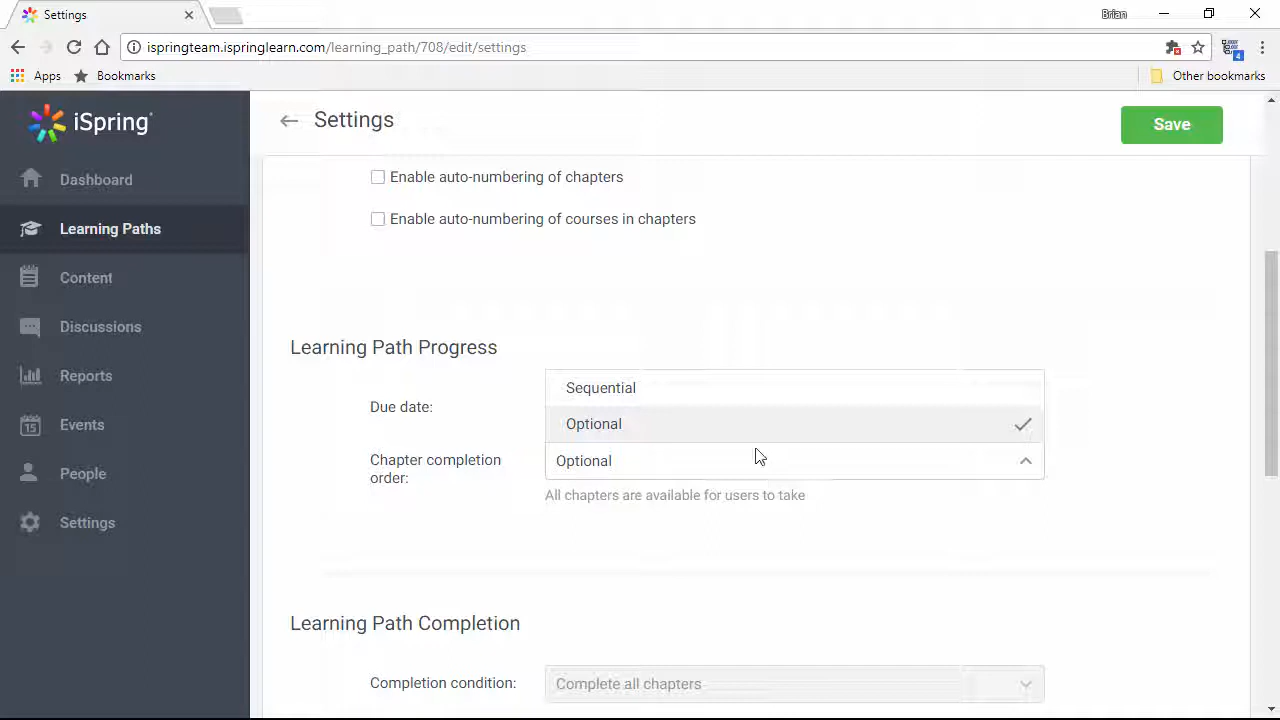 Settings
Brian
ispringteam.ispringlearn.com/learning_path/708/edit/settings
4
Apps
Bookmarks
Other bookmarks
iSpring
Settings
Save
Dashboard
Learning Paths
Content
Discussions
Reports
15
Events
People
Settings
Enable auto-numbering of chapters
Enable auto-numbering of courses in chapters
Learning Path Progress
Due date:
Sequential
Optional
Chapter completion
order:
Optional
All chapters are available for users to take
Learning Path Completion
Completion condition:
Complete all chapters